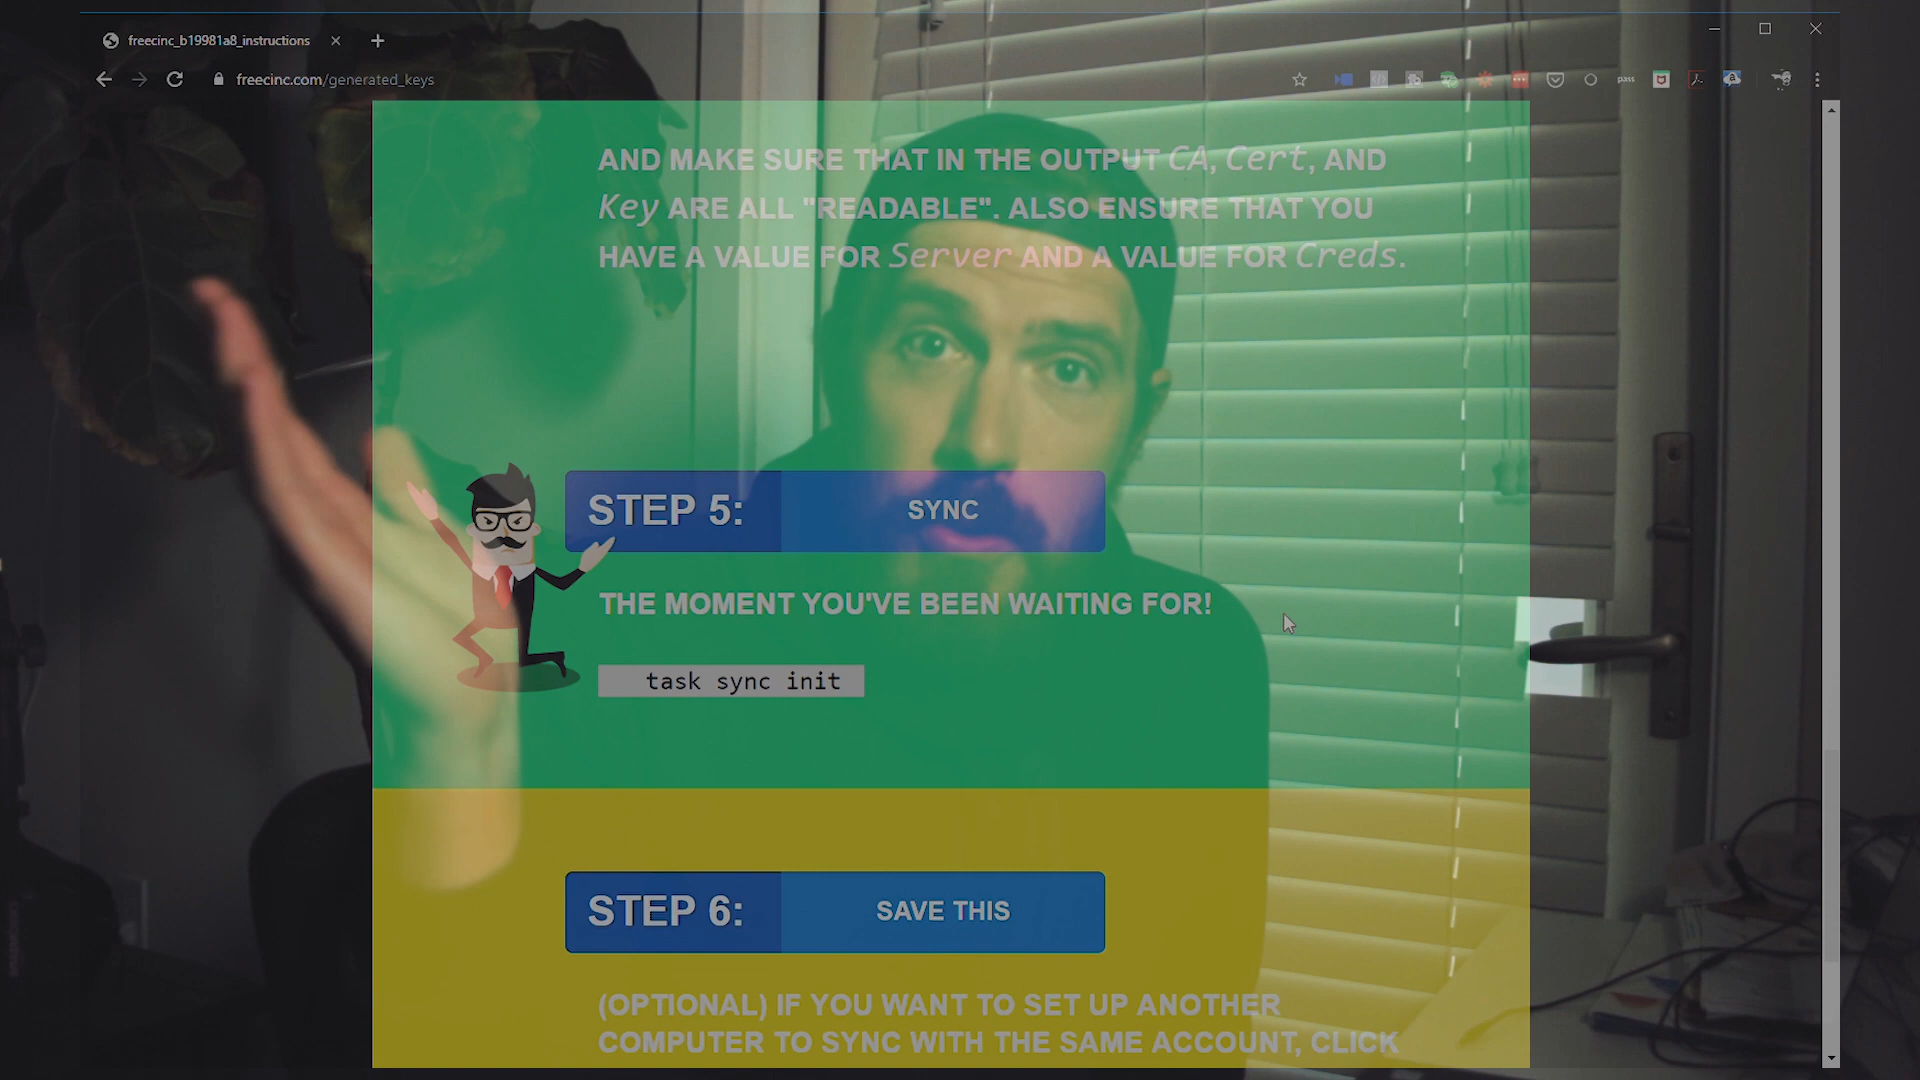 freecinc_b19981a8_instructions
freecinc.com/generated_keys
pass
AND MAKE SURE THAT IN THE OUTPUT CA, Cert, AND
Key ARE ALL "READABLE". ALSO ENSURE THAT YOU
HAVE A VALUE FOR Server AND A VALUE FOR Creds.
STEP 5: SYNC
THE MOMENT YOU'VE BEEN WAITING FOR!
task sync init
STEP 6: SAVE THIS
(OPTIONAL) IF YOU WANT TO SET UP ANOTHER
COMPUTER TO SYNC WITH THE SAME ACCOUNT, CLICK